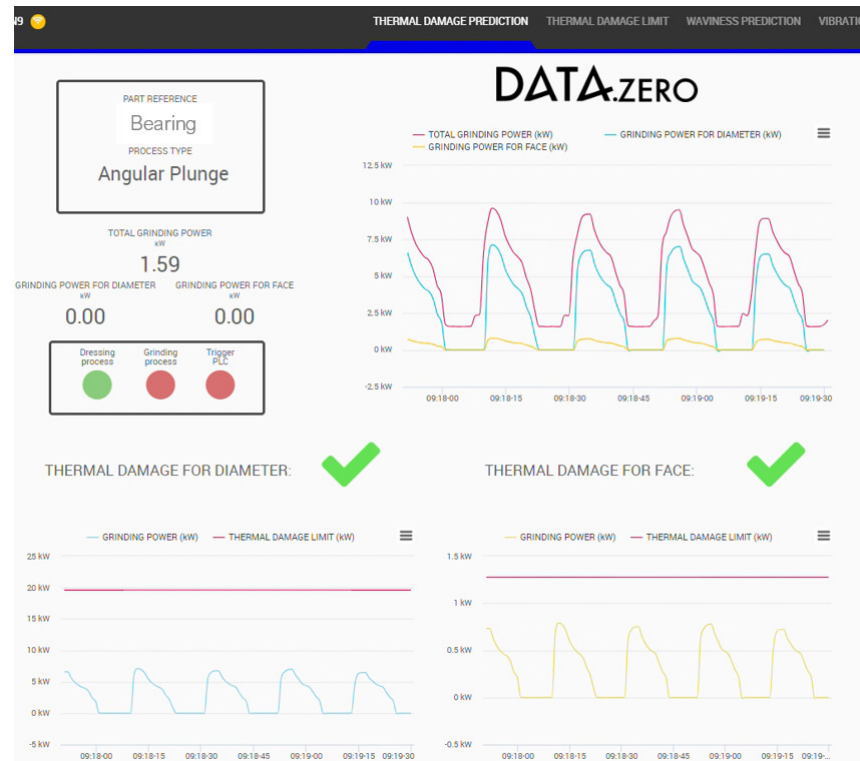 N9
THERMAL DAMAGE PREDICTION THERMAL DAMAGE LIMIT WAVINESS PREDICTION VIBRATIO
PART REFERENCE
Bearing
PROCESS TYPE
Angular Plunge
TOTAL GRINDING POWER
kW
1.59
GRINDING POWER FOR DIAMETER GRINDING POWER FOR FACE
kW kW
0.00 0.00
Dressing process Grinding process Trigger PLC
DATA.ZERO
TOTAL GRINDING POWER (kW) GRINDING POWER FOR DIAMETER (kW)
GRINDING POWER FOR FACE (kW)
12.5 kW
10 kW
7.5 kW
5 kW
2.5 kW
0 kW
-2.5 kW
09:18-00 09:18-15 09:18-30 09:18-45 09:19-00 09:19-15 09:19-30
THERMAL DAMAGE FOR DIAMETER:
GRINDING POWER (kW) THERMAL DAMAGE LIMIT (kW)
25 kW
20 kW
15 kW
10 kW
5 kW
0 kW
-5 kW
09:18-00 09:18-15 09:18-30 09:18-45 09:19-00 09:19-15 09:19-30
THERMAL DAMAGE FOR FACE:
GRINDING POWER (kW) THERMAL DAMAGE LIMIT (kW)
1.5 kW
1 kW
0.5 kW
0 kW
-0.5 kW
09:18-00 09:18-15 09:18-30 09:18-45 09:19-00 09:19-15 09:19-...